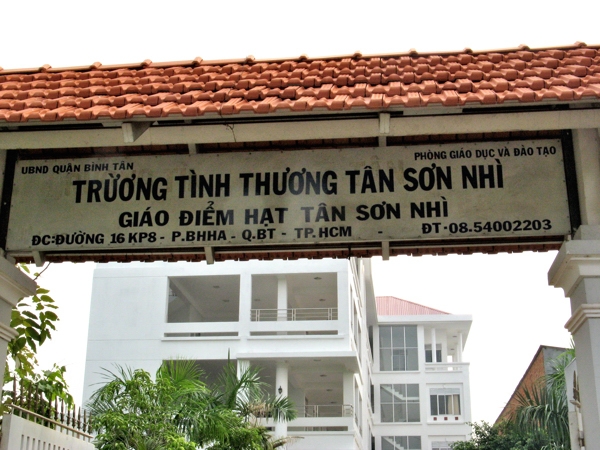 UBND QUẬN BÌNH TÂN
PHÒNG GIÁO DỤC VÀ ĐÀO TẠO
TRƯỜNG TÌNH THƯƠNG TÂN SƠN NHÌ
GIÁO ĐIỂM HẠT TÂN SƠN NHÌ
ĐC:ĐƯỜNG 16 KP8 - P.BHHA - Q.BT - TP.HCM - ĐT-08.54002203